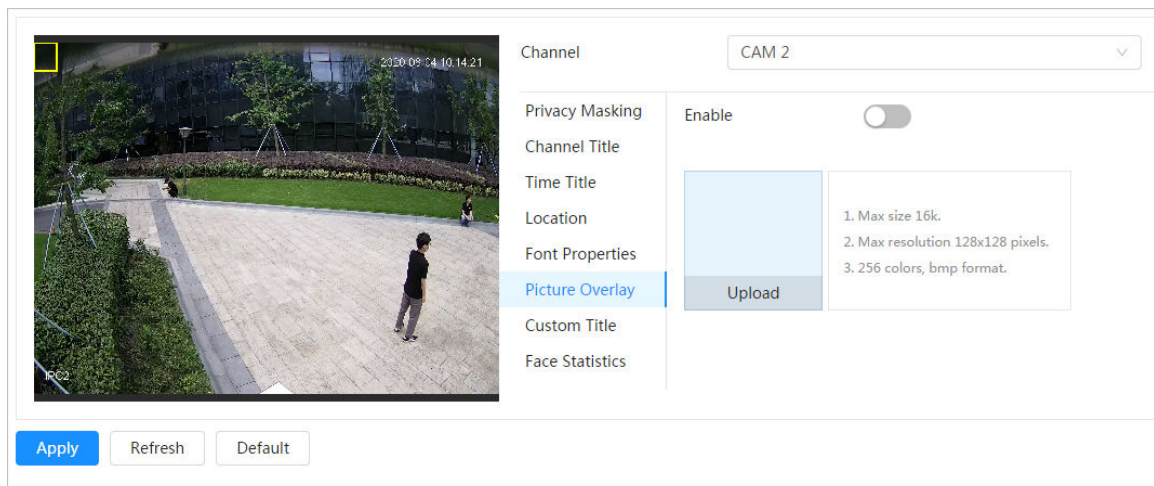 2020-09-04 10:14:21
IPC2
Channel
CAM 2
Privacy Masking
Channel Title
Time Title
Location
Font Properties
Picture Overlay
Custom Title
Face Statistics
Enable
Upload
1. Max size 16k.
2. Max resolution 128x128 pixels.
3. 256 colors, bmp format.
Apply
Refresh
Default